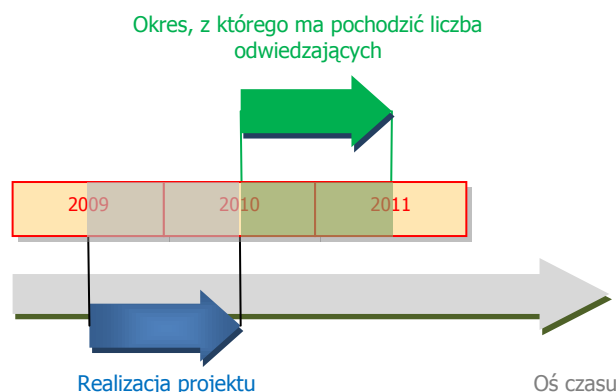 Okres, z którego ma pochodzić liczba
odwiedzających
2009
2010
2011
Realizacja projektu
Oś czasu